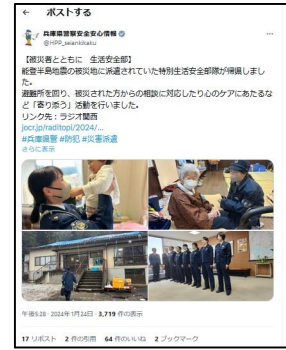 ← ポストする
兵庫県警察安全安心情報
@HPP_seiankikaku
【被災者とともに 生活安全部】
能登半島地震の被災地に派遣されていた特別生活安全部隊が帰県しまし
た。
避難所を回り、被災された方からの相談に対応したり心のケアにあたるな
ど「寄り添う」活動を行いました。
リンク先：ラジオ関西
jocr.jp/raditopi/2024/...
#兵庫県警 #防犯 #災害派遣
さらに表示
午後5:28 · 2024年1月24日 · 3,719 件の表示
17 リポスト 2 件の引用 64 件のいいね 2 ブックマーク